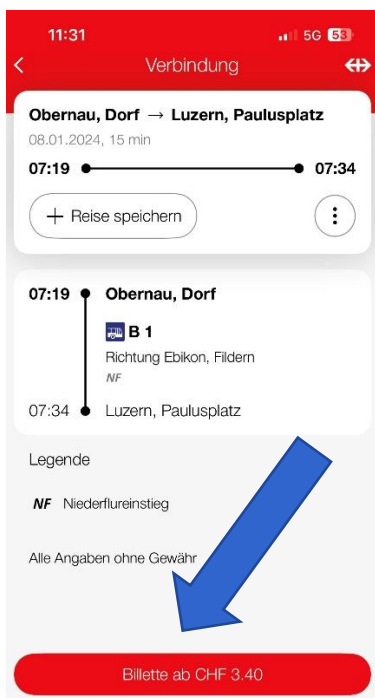 11:31 5G 53
Verbindung
Obernau, Dorf → Luzern, Paulusplatz
08.01.2024, 15 min
07:19 07:34
+ Reise speichern
07:19 Obernau, Dorf
B 1
Richtung Ebikon, Fildern
NF
07:34 Luzern, Paulusplatz
Legende
NF Niederflureinstieg
Alle Angaben ohne Gewähr
Billette ab CHF 3.40